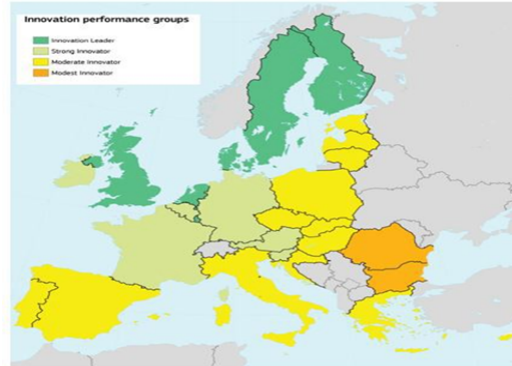 Innovation performance groups
Innovation Leader
Strong Innovator
Moderate Innovator
Modest Innovator